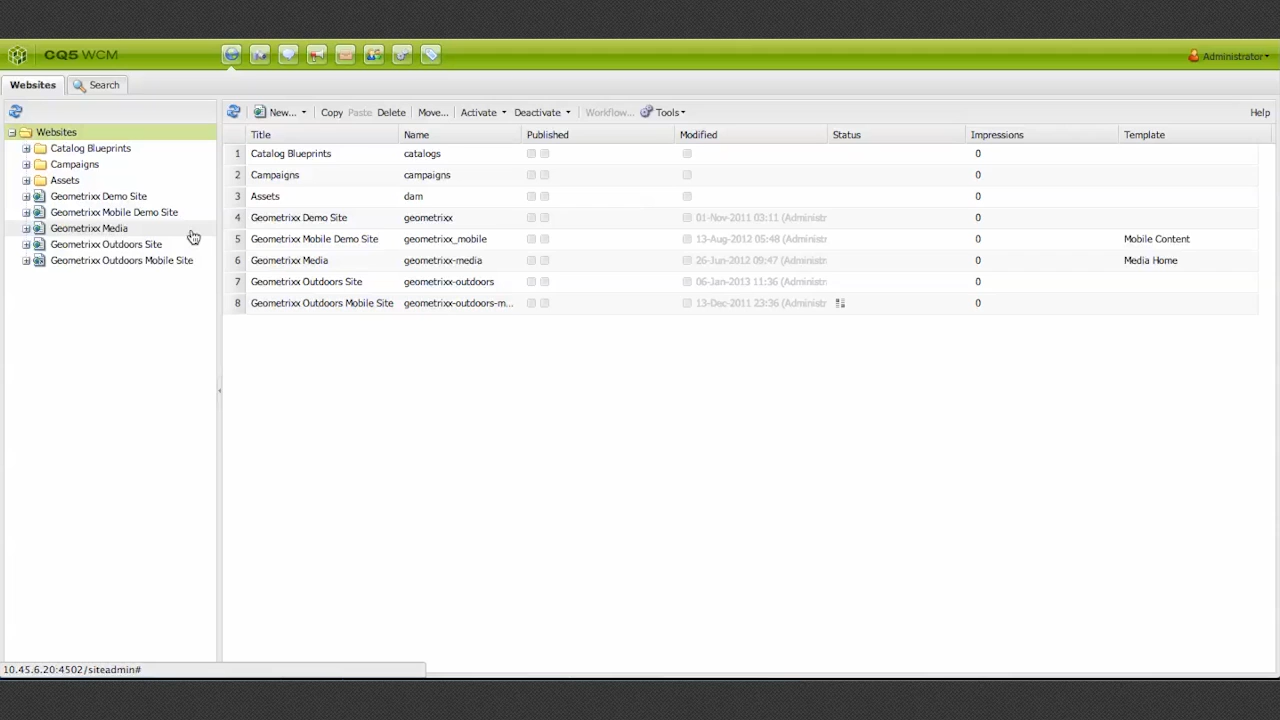 CQ5 WCM
Administrator
Websites
Search
New...
Copy
Paste
Delete
Move...
Activate
Deactivate
Workflow...
Tools
Help
Websites
Catalog Blueprints
Campaigns
Assets
Geometrixx Demo Site
Geometrixx Mobile Demo Site
Geometrixx Media
Geometrixx Outdoors Site
Geometrixx Outdoors Mobile Site
Title Name Published Modified Status Impressions Template
1 Catalog Blueprints catalogs 0
2 Campaigns campaigns 0
3 Assets dam 0
4 Geometrixx Demo Site geometrixx 01-Nov-2011 03:11 (Administr 0
5 Geometrixx Mobile Demo Site geometrixx_mobile 13-Aug-2012 05:48 (Administr 0 Mobile Content
6 Geometrixx Media geometrixx-media 26-Jun-2012 09:47 (Administr 0 Media Home
7 Geometrixx Outdoors Site geometrixx-outdoors 06-Jan-2013 11:36 (Administr 0
8 Geometrixx Outdoors Mobile Site geometrixx-outdoors-m... 13-Dec-2011 23:36 (Administr 0
10.45.6.20:4502/siteadmin#